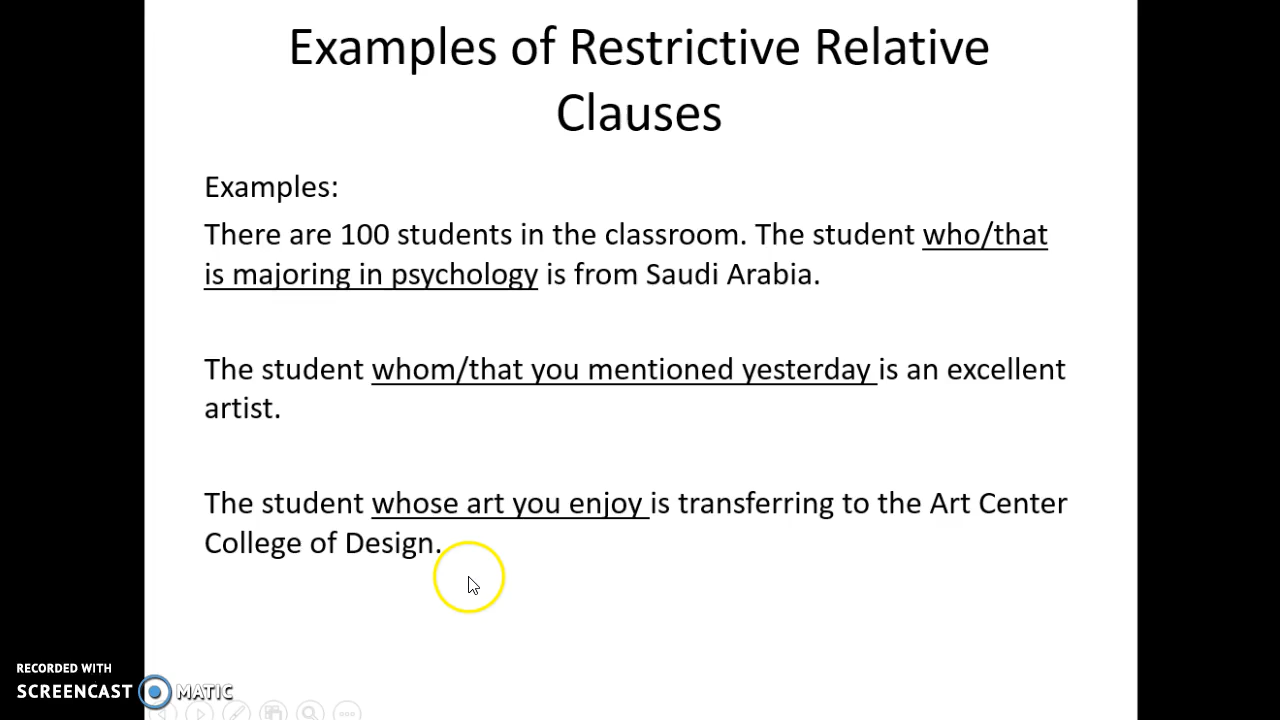 Examples of Restrictive Relative
Clauses
Examples:
There are 100 students in the classroom. The student who/that
is majoring in psychology is from Saudi Arabia.
The student whom/that you mentioned yesterday is an excellent
artist.
The student whose art you enjoy is transferring to the Art Center
College of Design.
RECORDED WITH
SCREENCAST MATIC